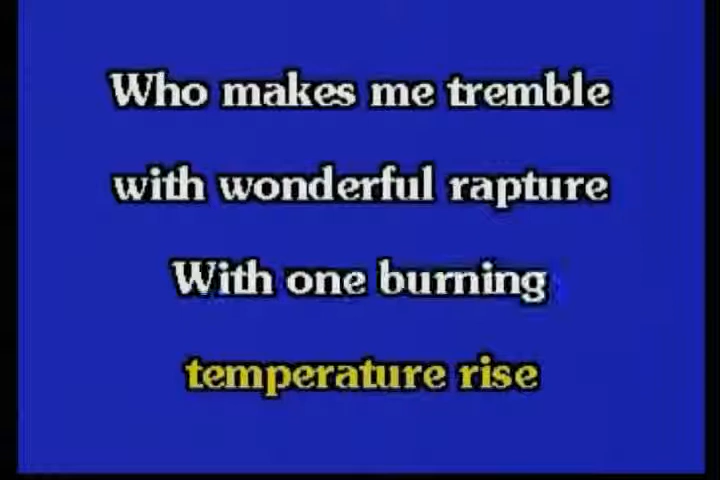 Who makes me tremble
with wonderful rapture
With one burning
temperature rise